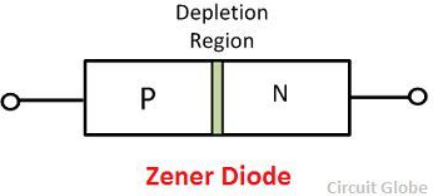 Depletion
Region
P
N
Zener Diode
Circuit Globe